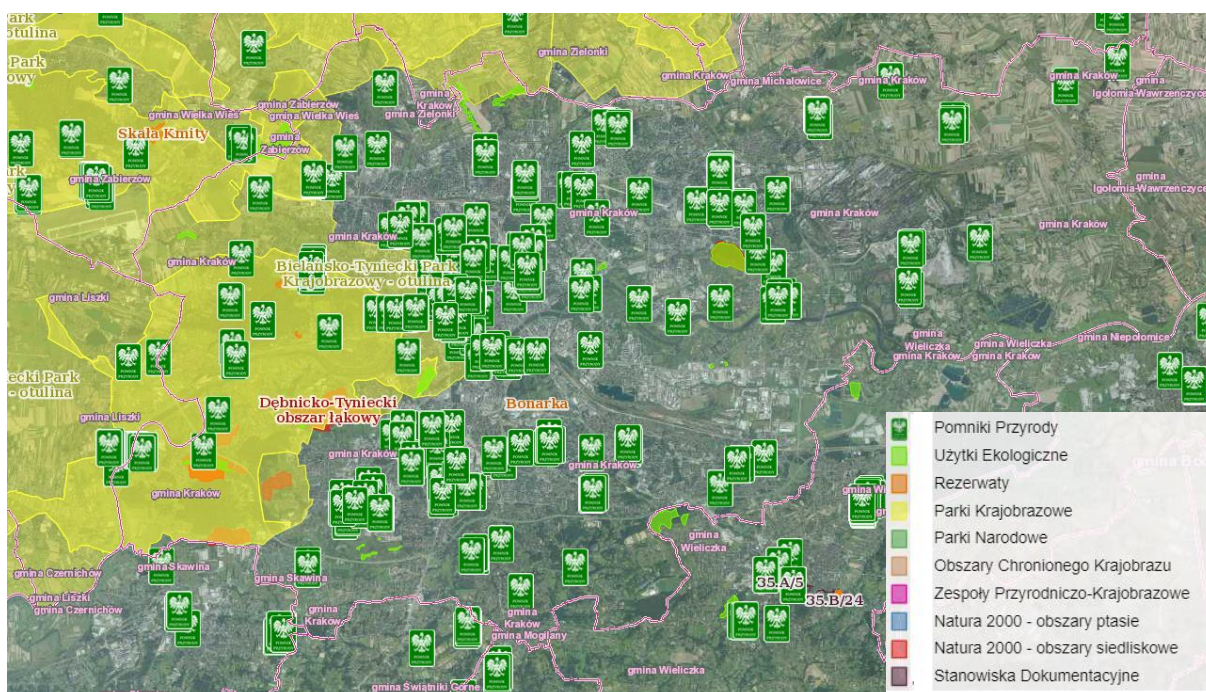 ark
otulina
Park
owy
gmina Zielonki
gmina Kraków
gmina Michałowice
gmina Kraków
gmina Kraków
gmina
Igołomia-Wawrzeńczyce
gmina Zabierzów
gmina
Kraków
gmina Zielonki
gmina Wielka Wieś
gmina Wielka Wieś
Skała Kmity
gmina
Zabierzów
gmina Zabierzów
gmina
Igołomia-Wawrzeńczyce
gmina Kraków
gmina Kraków
gmina Kraków
gmina Kraków
gmina Kraków
Bielańsko-Tyniecki Park
Krajobrazowy - otulina
gmina Liszki
gmina
Wieliczka
gmina Kraków
gmina Wieliczka
gmina Kraków
gmina Niepołomice
iecki Park
- otulina
gmina Liszki
Dębnicko-Tyniecki
obszar łąkowy
Bonarka
gmina Kraków
gmina Kraków
gmina Kraków
gmina
Wieliczka
gmina Czernichów
gmina Skawina
gmina Skawina
gmina Liszki
gmina Czernichów
gmina
Kraków
gmina
Kraków
gmina Mogilany
35.A/5
35.B/24
gmina Wieliczka
gmina Świątniki Górne
POMNIK
PRZYRODY
Pomniki Przyrody
Użytki Ekologiczne
Rezerwaty
Parki Krajobrazowe
Parki Narodowe
Obszary Chronionego Krajobrazu
Zespoły Przyrodniczo-Krajobrazowe
Natura 2000 - obszary ptasie
Natura 2000 - obszary siedliskowe
Stanowiska Dokumentacyjne